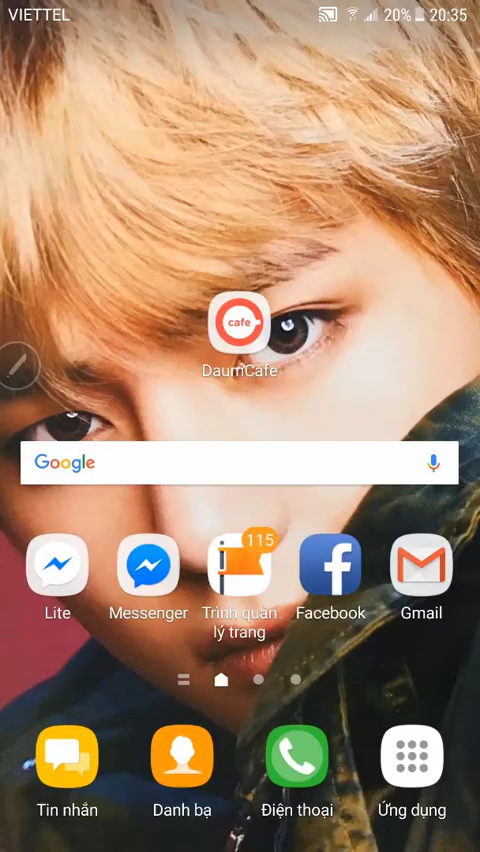 VIETTEL 20% 20:35
cafe
DaumCafe
Google
115
Lite Messenger Trình quản lý trang Facebook Gmail
Tin nhắn Danh bạ Điện thoại Ứng dụng